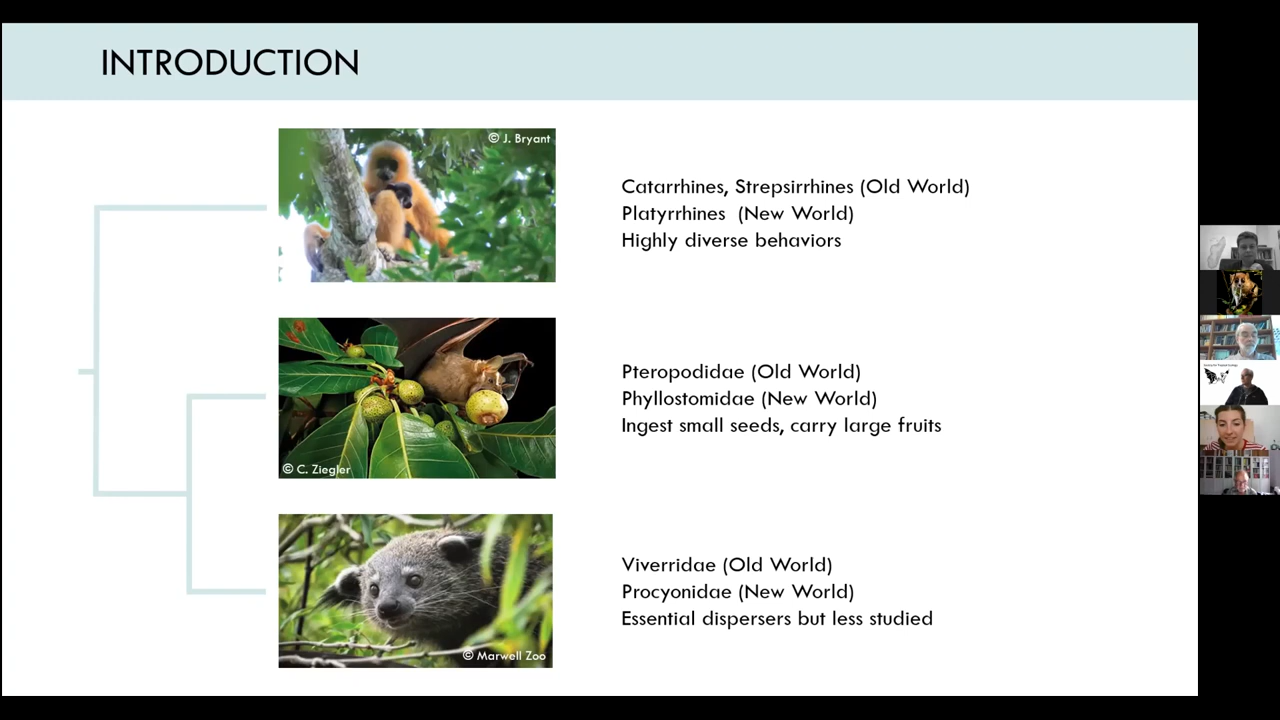 INTRODUCTION
© J. Bryant
Catarrhines, Strepsirrhines (Old World)
Platyrrhines (New World)
Highly diverse behaviors
© C. Ziegler
Pteropodidae (Old World)
Phyllostomidae (New World)
Ingest small seeds, carry large fruits
© Marwell Zoo
Viverridae (Old World)
Procyonidae (New World)
Essential dispersers but less studied